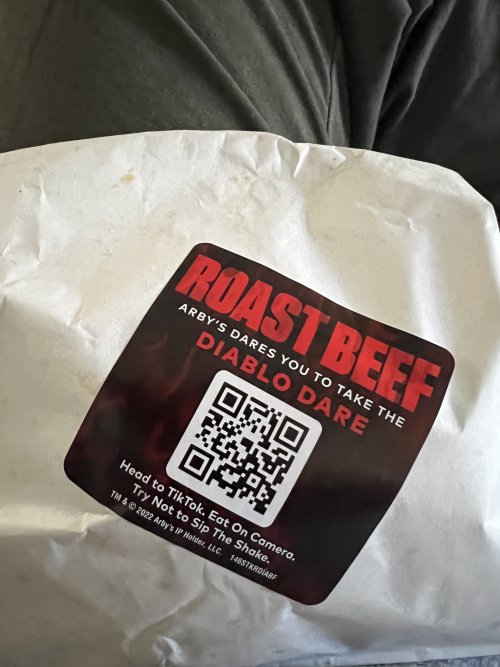 ROAST BEEF
ARBY'S DARES YOU TO TAKE THE
DIABLO DARE
Head to TikTok. Eat On Camera.
Try Not to Sip The Shake.
TM & © 2022 Arby's IP Holder, LLC. 146STKRDIABF